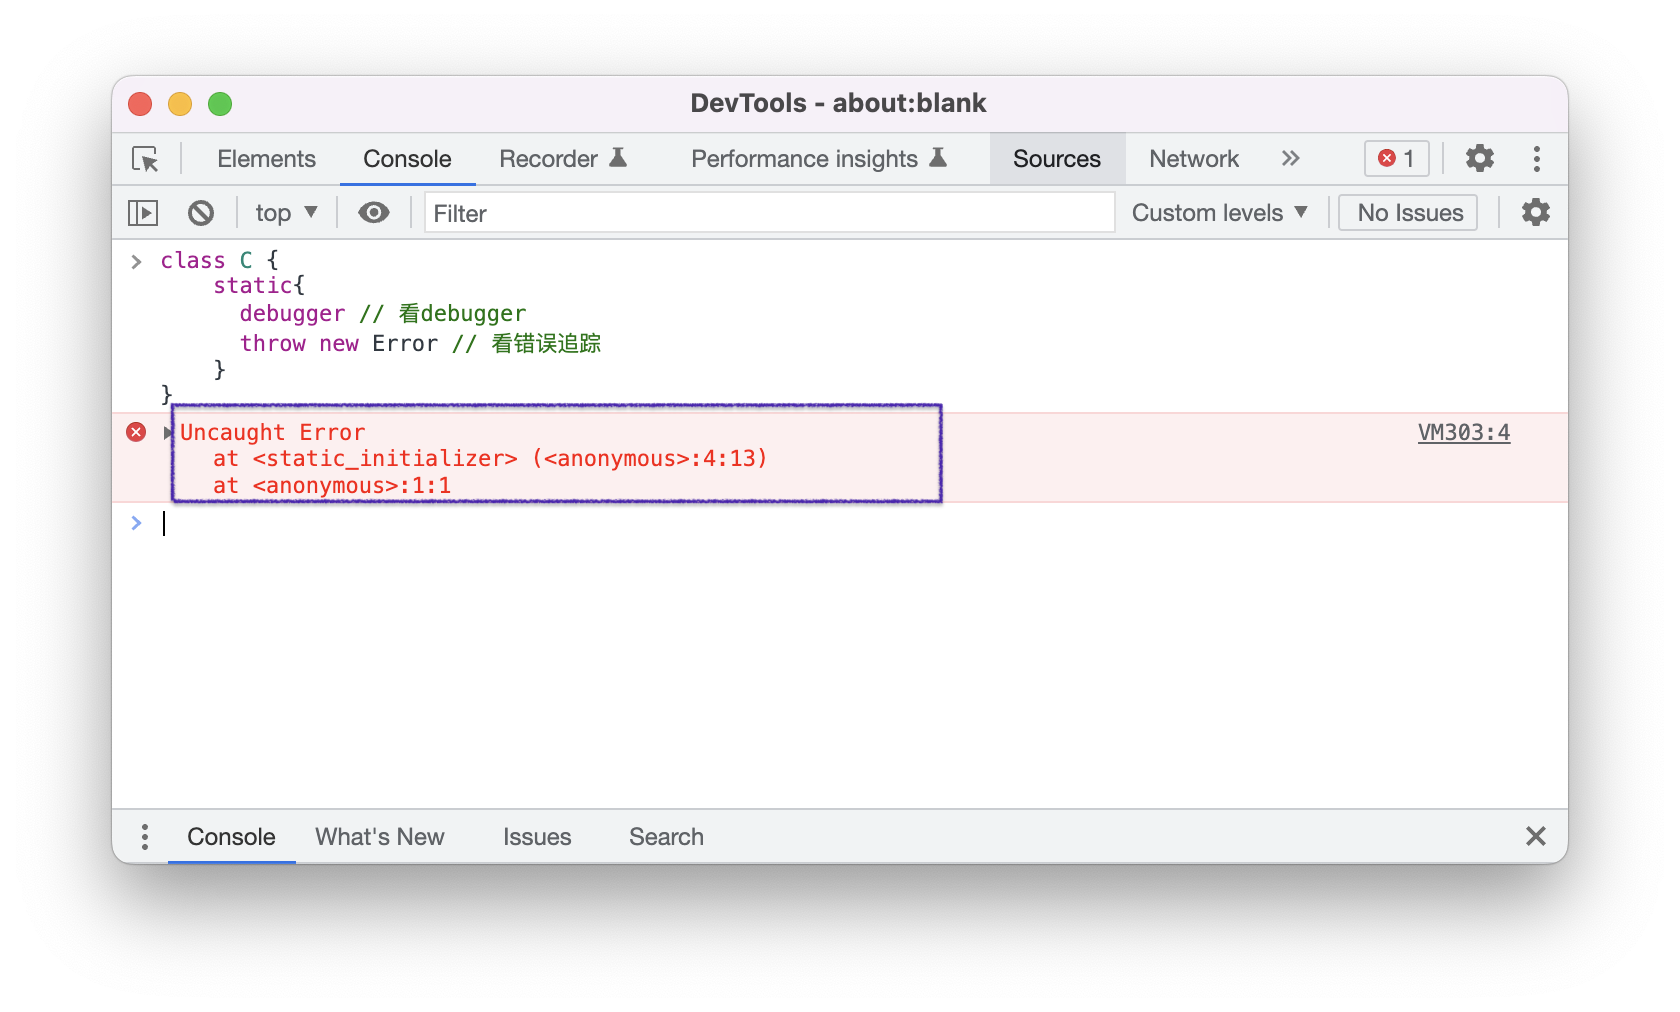 DevTools - about:blank
Elements Console Recorder Performance insights Sources Network 1
top Filter Custom levels No Issues
class C {
static{
debugger // 看debugger
throw new Error // 看错误追踪
}
}
Uncaught Error VM303:4
at <static_initializer> (<anonymous>:4:13)
at <anonymous>:1:1
Console What's New Issues Search